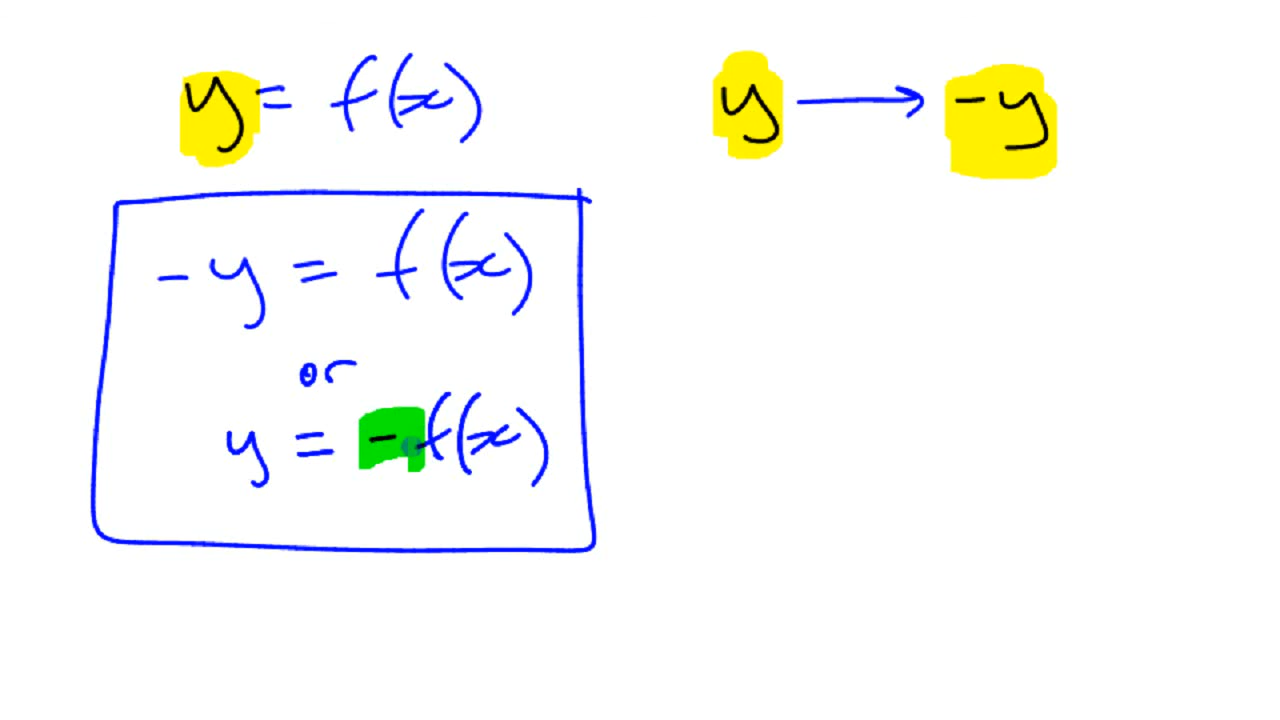 y = f(x)
y → -y
-y = f(x)
or
y = -f(x)